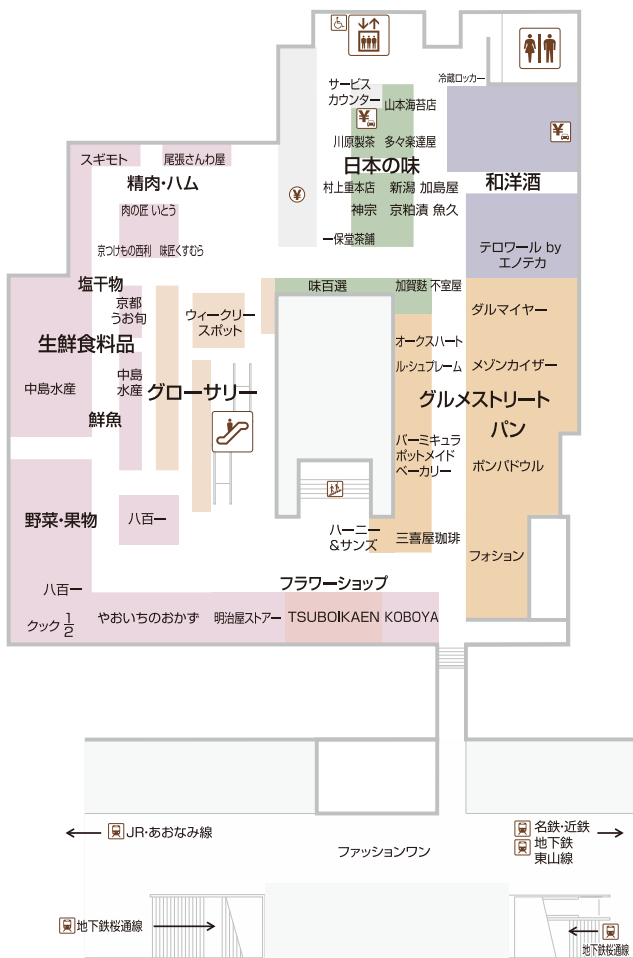 冷蔵ロッカー
サービス
カウンター
山本海苔店
¥
¥
川原製茶
多々楽達屋
日本の味
スギモト
尾張さんわ屋
精肉・ハム
和洋酒
村上重本店
新潟 加島屋
¥
肉の匠 いとう
神宗
京粕漬 魚久
京つけもの西利
味匠くすむら
一保堂茶舗
テロワール by
エノテカ
塩干物
味百選
加賀麩 不室屋
京都
うお旬
ウィークリー
スポット
ダルマイヤー
生鮮食料品
オークスハート
ル・シュプレーム
メゾンカイザー
中島水産
中島
水産
グローサリー
グルメストリート
鮮魚
パン
バーミキュラ
ポットメイド
ベーカリー
ポンパドウル
野菜・果物
八百一
ハーニー
&サンズ
三喜屋珈琲
フォション
八百一
フラワーショップ
クック 1/2
やおいちのおかず
明治屋ストアー
TSUBOIKAEN
KOBOYA
JR・あおなみ線
ファッションワン
名鉄・近鉄
地下鉄
東山線
地下鉄桜通線
地下鉄桜通線